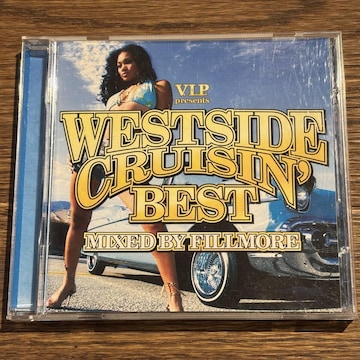 VIP
presents
WESTSIDE
CRUISIN'
BEST
MIXED BY FILLMORE